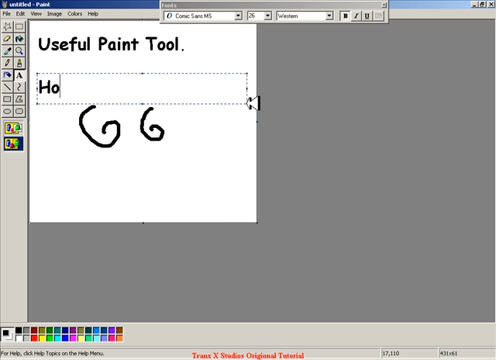 untitled - Paint
File Edit View Image Colors Help
Fonts
Comic Sans MS 26 Western B I U
Useful Paint Tool.
Ho
A
For Help, click Help Topics on the Help Menu.
17,110
431x61
Tranx X Studios Origional Tutorial